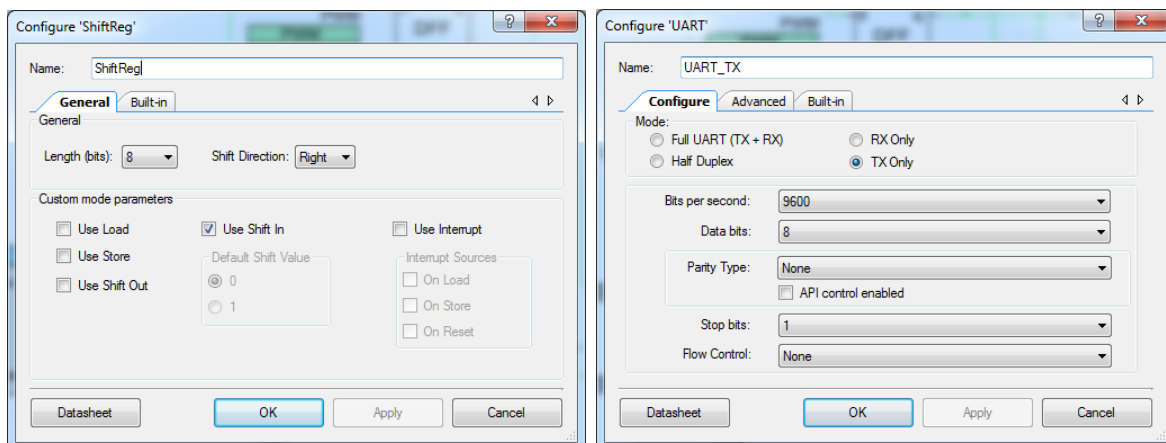 Configure 'ShiftReg'
Name: ShiftReg
General Built-in
General
Length (bits): 8 Shift Direction: Right
Custom mode parameters
Use Load Use Shift In Use Interrupt
Use Store Default Shift Value Interrupt Sources
Use Shift Out 0 On Load
1 On Store
On Reset
Datasheet OK Apply Cancel
Configure 'UART'
Name: UART_TX
Configure Advanced Built-in
Mode:
Full UART (TX + RX) RX Only
Half Duplex TX Only
Bits per second: 9600
Data bits: 8
Parity Type: None
API control enabled
Stop bits: 1
Flow Control: None
Datasheet OK Apply Cancel